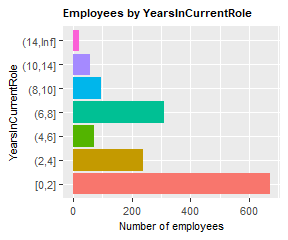 Employees by YearsInCurrentRole
YearsInCurrentRole
(14,Inf]
(10,14]
(8,10]
(6,8]
(4,6]
(2,4]
[0,2]
0 200 400 600
Number of employees